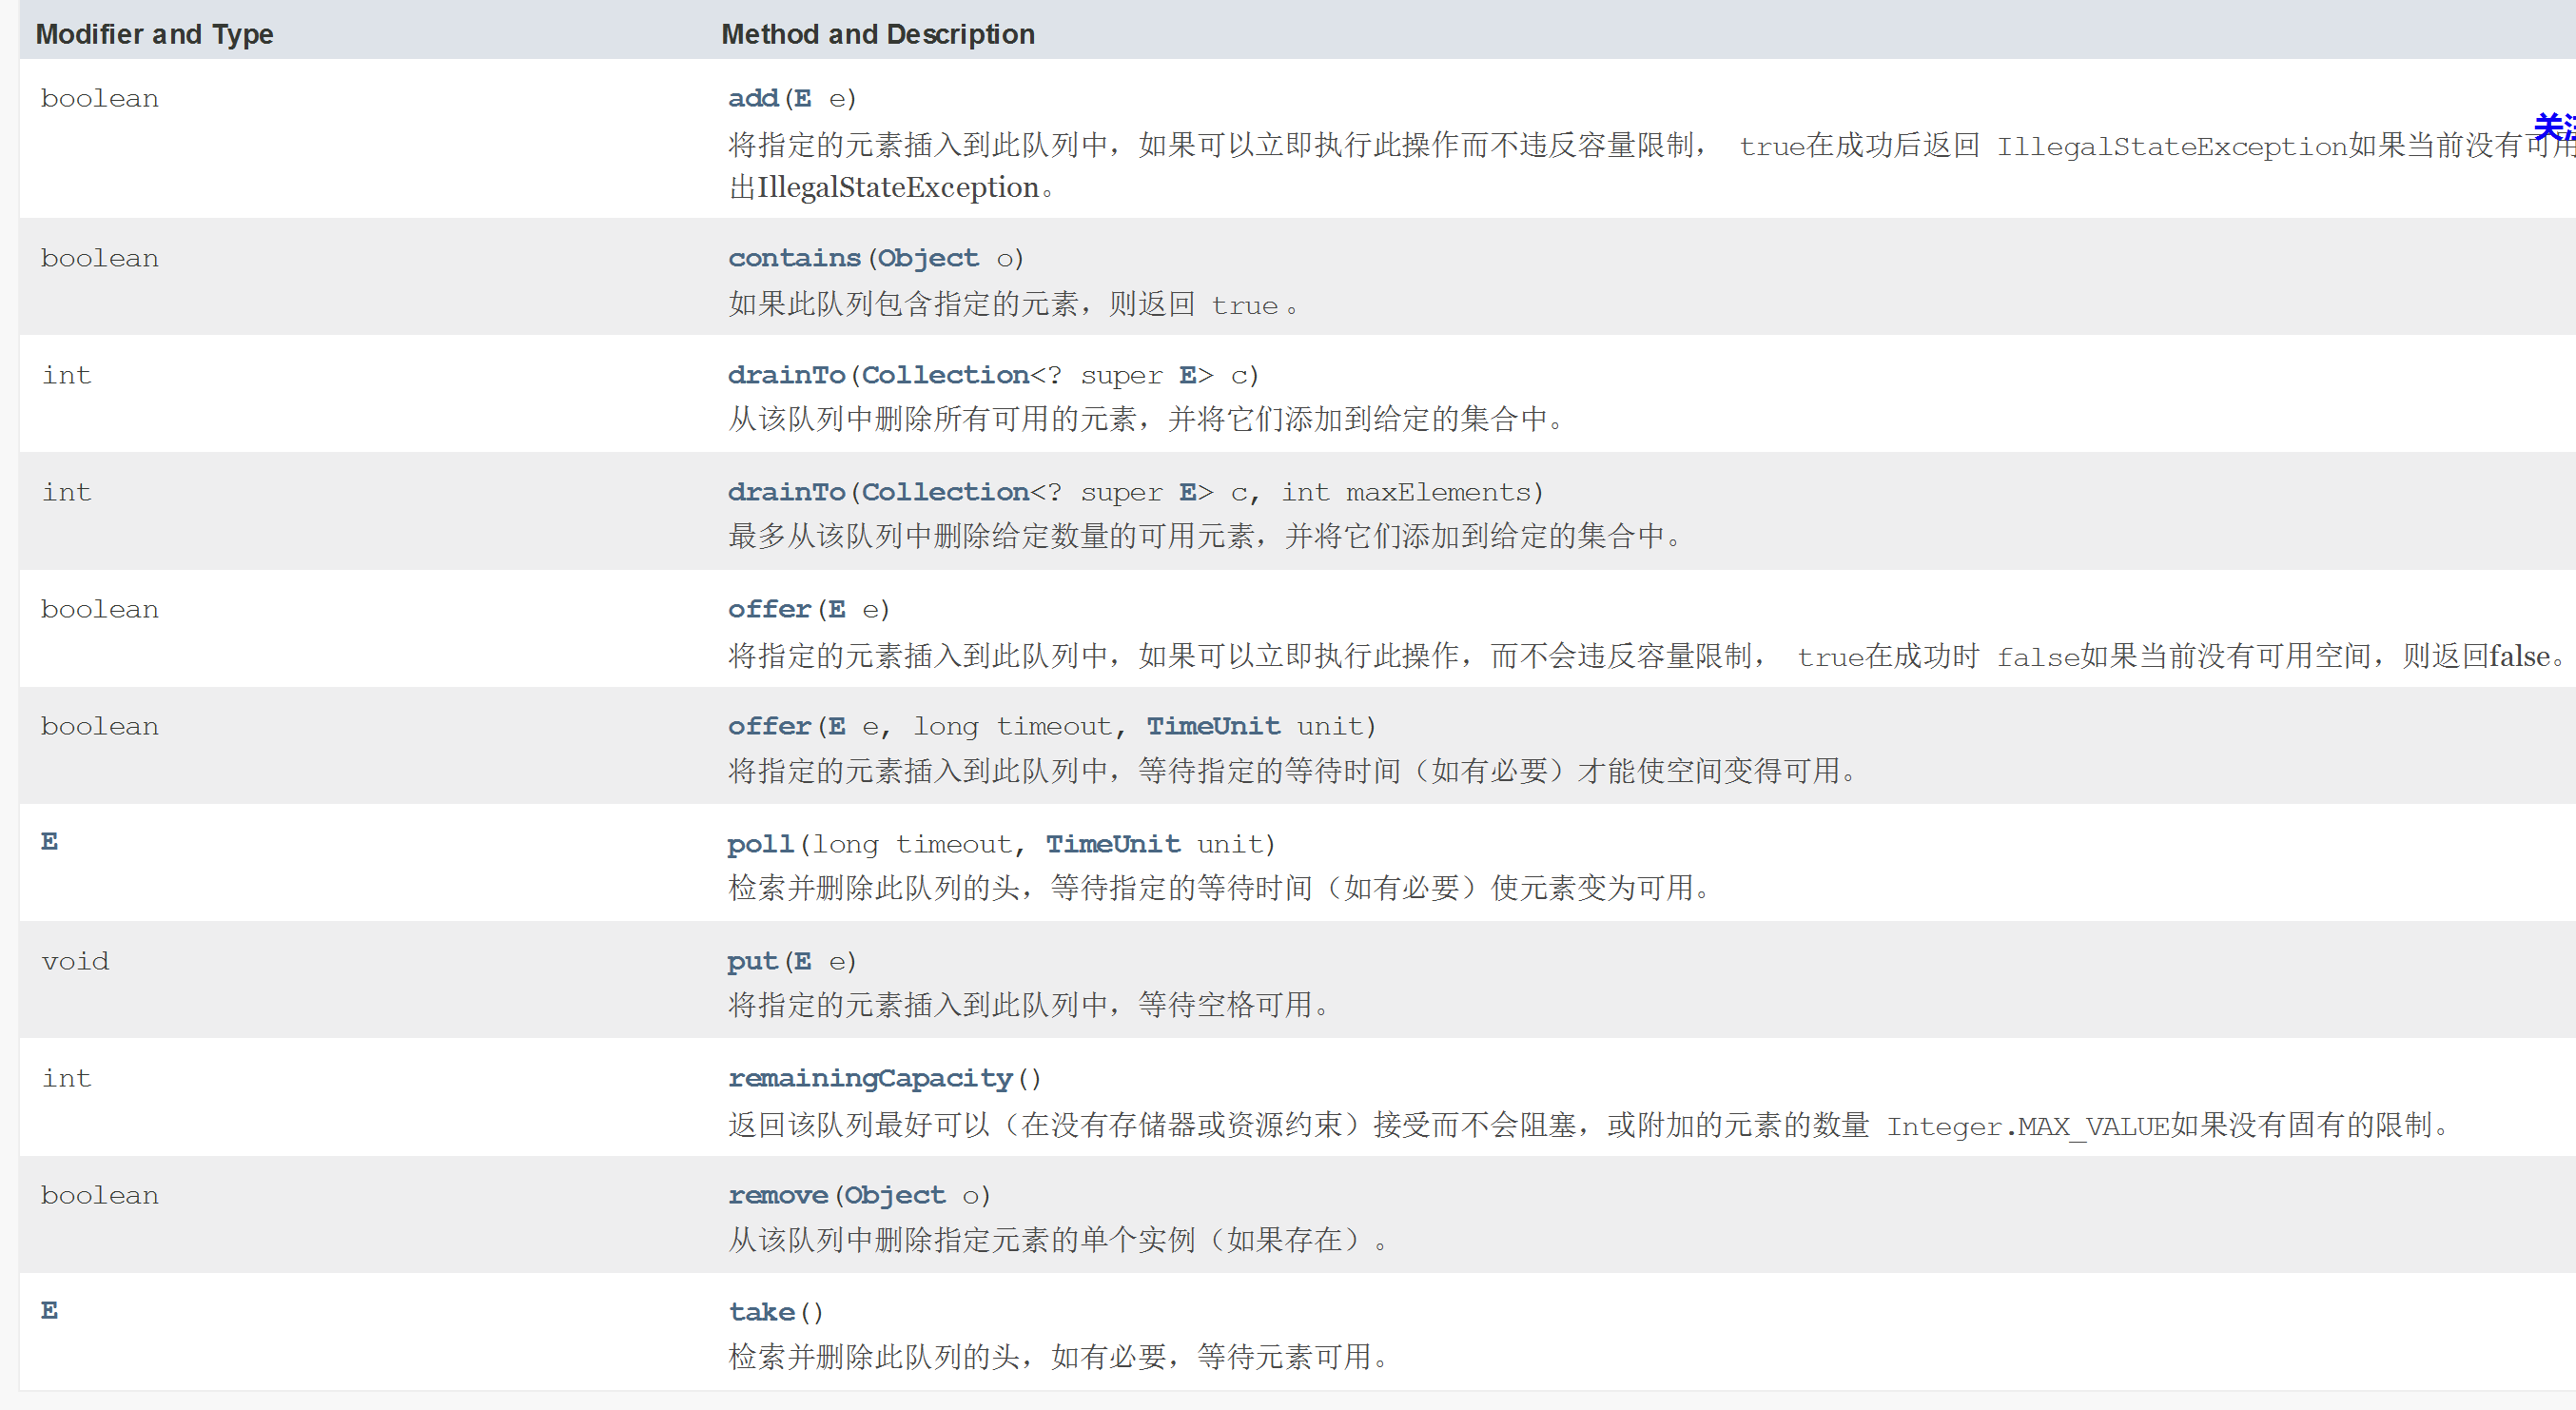 Modifier and Type Method and Description
boolean add(E e)
将指定的元素插入到此队列中，如果可以立即执行此操作而不违反容量限制， true在成功后返回 IllegalStateException如果当前没有可用
出IllegalStateException。
关注
boolean contains(Object o)
如果此队列包含指定的元素，则返回 true 。
int drainTo(Collection<? super E> c)
从该队列中删除所有可用的元素，并将它们添加到给定的集合中。
int drainTo(Collection<? super E> c, int maxElements)
最多从该队列中删除给定数量的可用元素，并将它们添加到给定的集合中。
boolean offer(E e)
将指定的元素插入到此队列中，如果可以立即执行此操作，而不会违反容量限制， true在成功时 false如果当前没有可用空间，则返回false。
boolean offer(E e, long timeout, TimeUnit unit)
将指定的元素插入到此队列中，等待指定的等待时间（如有必要）才能使空间变得可用。
E poll(long timeout, TimeUnit unit)
检索并删除此队列的头，等待指定的等待时间（如有必要）使元素变为可用。
void put(E e)
将指定的元素插入到此队列中，等待空格可用。
int remainingCapacity()
返回该队列最好可以（在没有存储器或资源约束）接受而不会阻塞，或附加的元素的数量 Integer.MAX_VALUE如果没有固有的限制。
boolean remove(Object o)
从该队列中删除指定元素的单个实例（如果存在）。
E take()
检索并删除此队列的头，如有必要，等待元素可用。